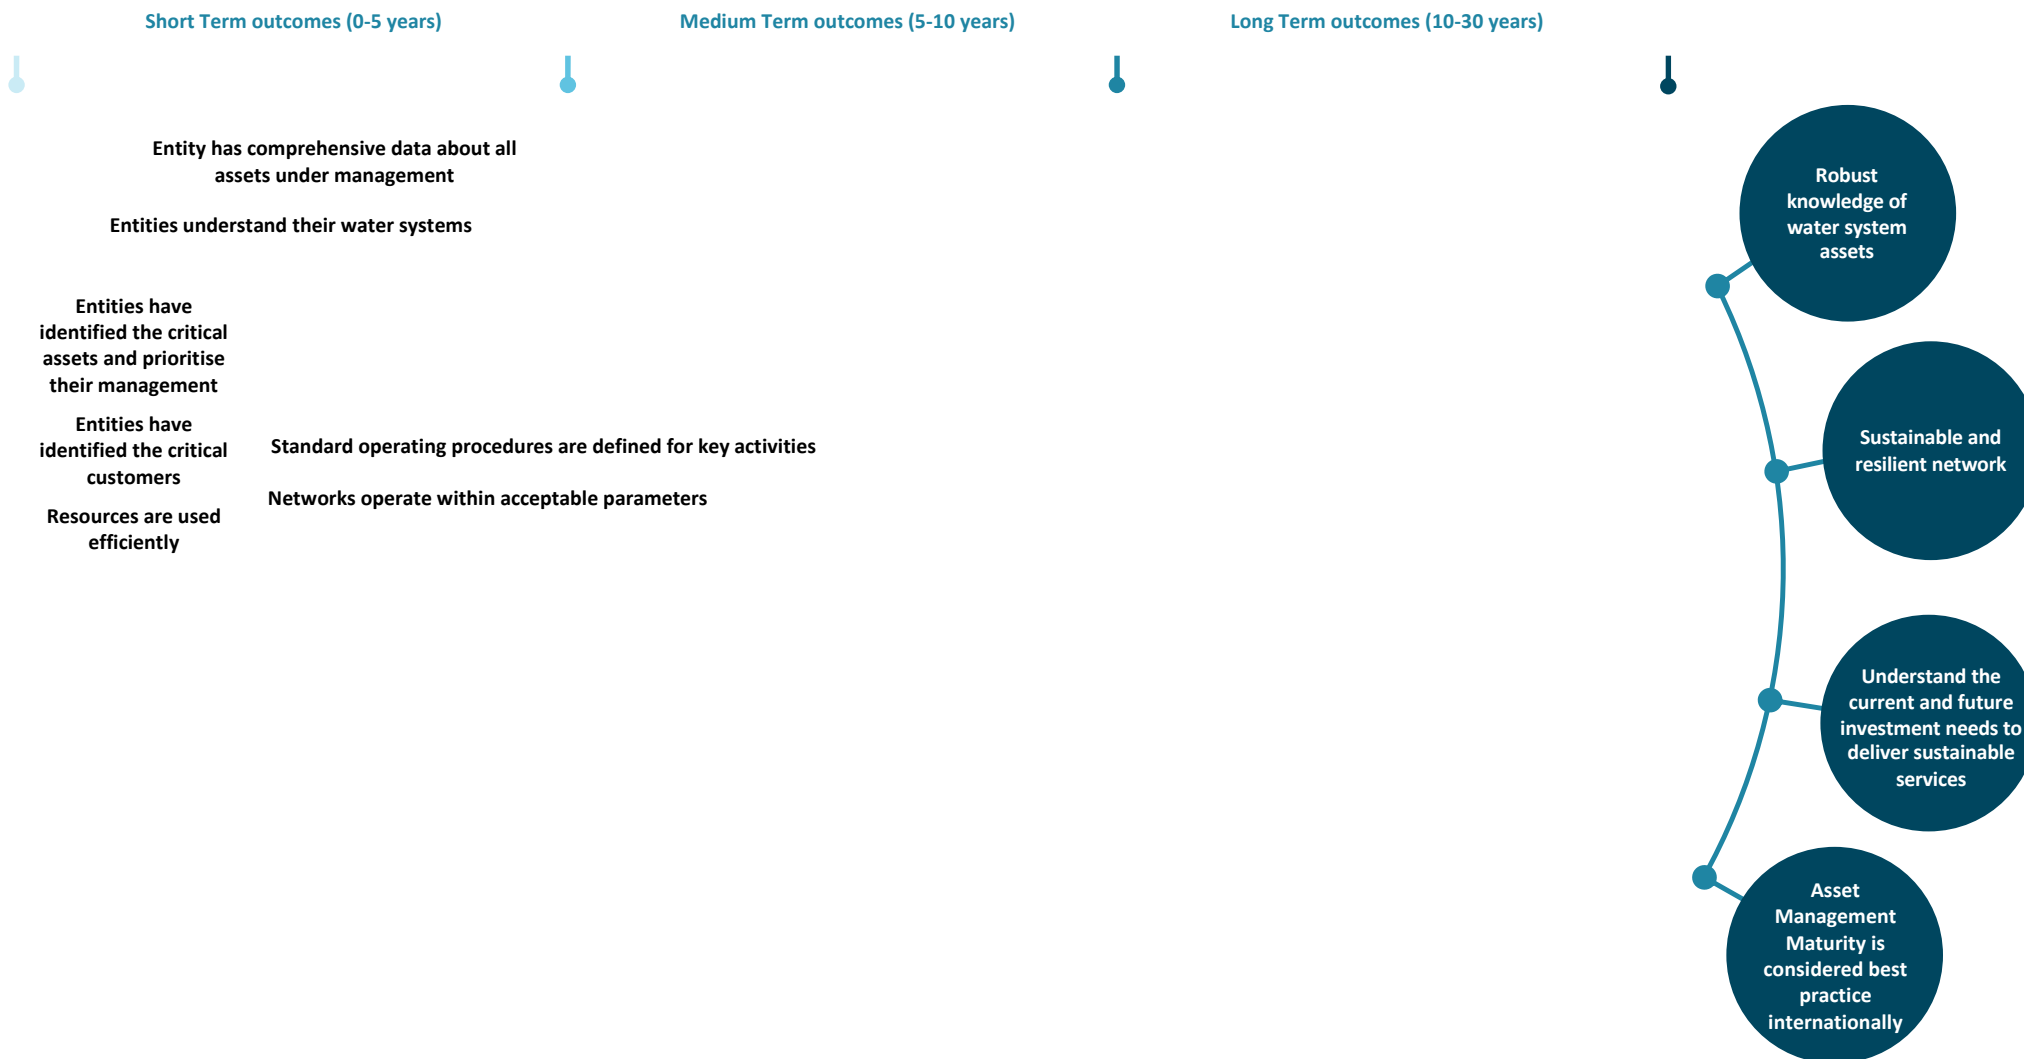 Short Term outcomes (0-5 years)
Medium Term outcomes (5-10 years)
Long Term outcomes (10-30 years)
Entity has comprehensive data about all
assets under management
Entities understand their water systems
Entities have
identified the critical
assets and prioritise
their management
Entities have
identified the critical
customers
Resources are used
efficiently
Standard operating procedures are defined for key activities
Networks operate within acceptable parameters
Robust
knowledge of
water system
assets
Sustainable and
resilient network
Understand the
current and future
investment needs to
deliver sustainable
services
Asset
Management
Maturity is
considered best
practice
internationally